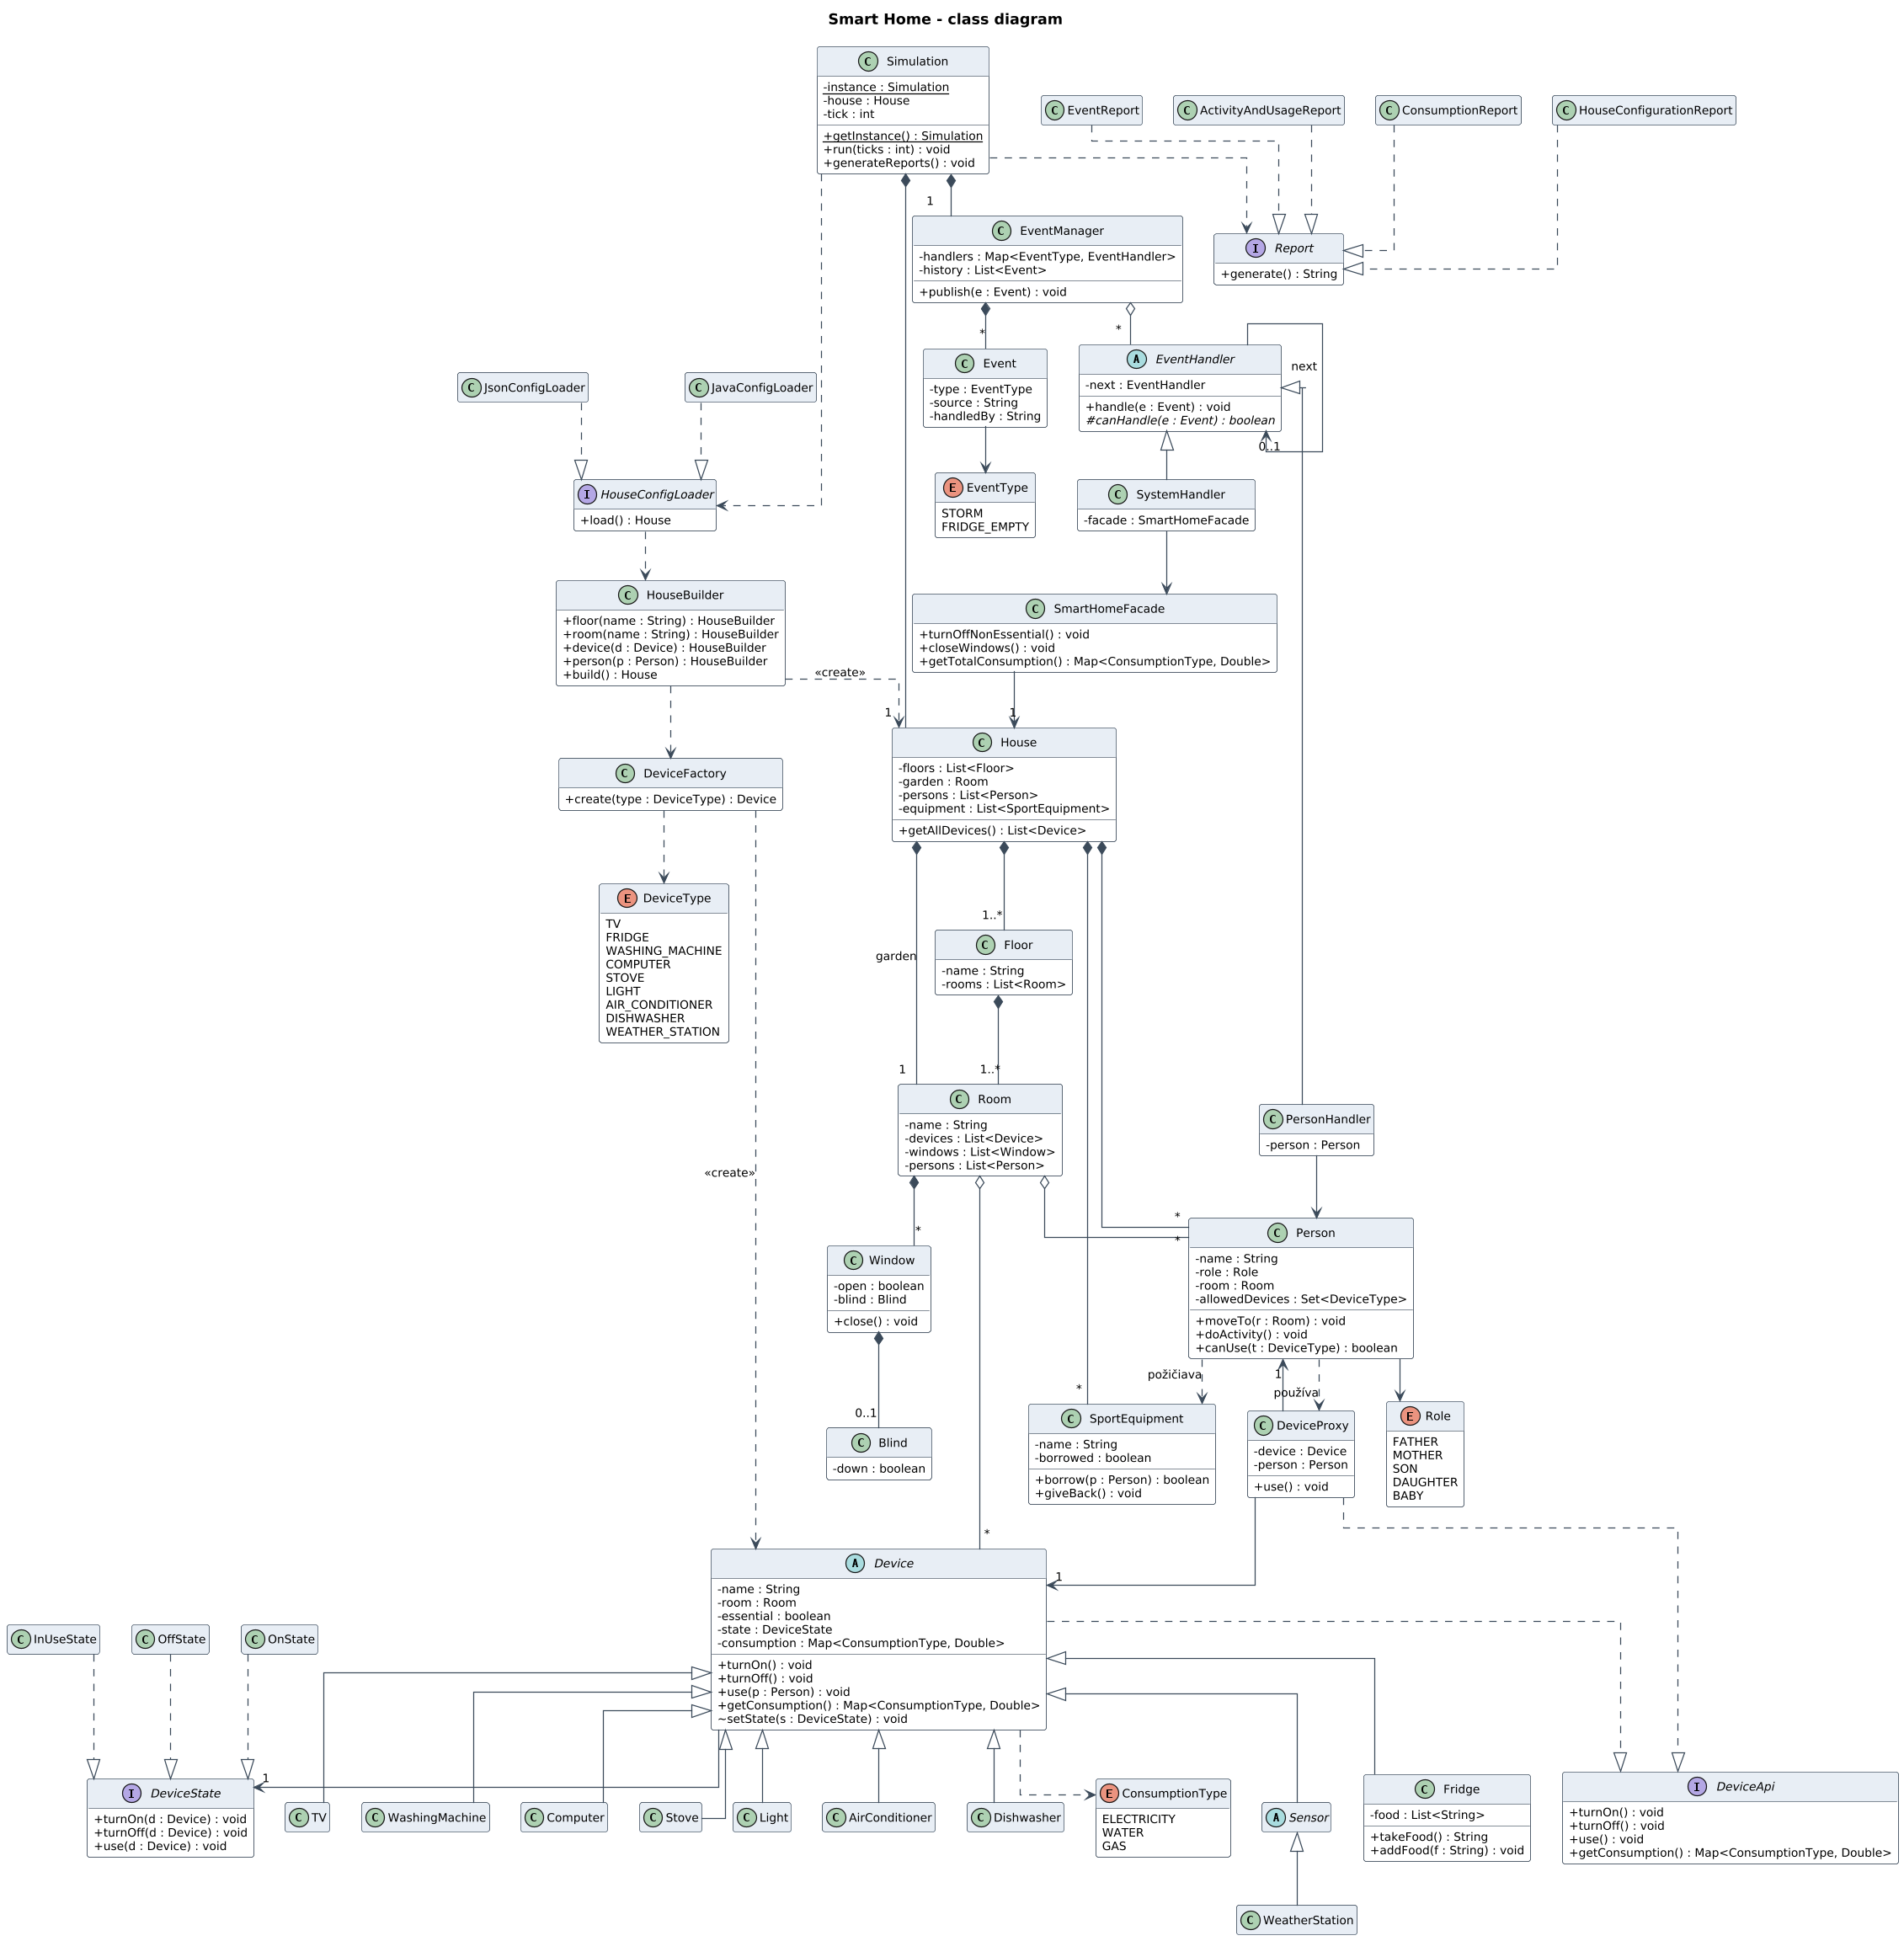 Smart Home - class diagram
C Simulation
-instance : Simulation
-house : House
-tick : int
+getInstance() : Simulation
+run(ticks : int) : void
+generateReports() : void
C EventReport
C ActivityAndUsageReport
C ConsumptionReport
C HouseConfigurationReport
1
C EventManager
-handlers : Map<EventType, EventHandler>
-history : List<Event>
+publish(e : Event) : void
I Report
+generate() : String
*
*
C Event
-type : EventType
-source : String
-handledBy : String
A EventHandler
-next : EventHandler
+handle(e : Event) : void
#canHandle(e : Event) : boolean
next
0..1
C JsonConfigLoader
C JavaConfigLoader
I HouseConfigLoader
+load() : House
E EventType
STORM
FRIDGE_EMPTY
C SystemHandler
-facade : SmartHomeFacade
C HouseBuilder
+floor(name : String) : HouseBuilder
+room(name : String) : HouseBuilder
+device(d : Device) : HouseBuilder
+person(p : Person) : HouseBuilder
+build() : House
«create»
C SmartHomeFacade
+turnOffNonEssential() : void
+closeWindows() : void
+getTotalConsumption() : Map<ConsumptionType, Double>
1
1
C DeviceFactory
+create(type : DeviceType) : Device
C House
-floors : List<Floor>
-garden : Room
-persons : List<Person>
-equipment : List<SportEquipment>
+getAllDevices() : List<Device>
E DeviceType
TV
FRIDGE
WASHING_MACHINE
COMPUTER
STOVE
LIGHT
AIR_CONDITIONER
DISHWASHER
WEATHER_STATION
1..*
garden
C Floor
-name : String
-rooms : List<Room>
1
1..*
C Room
-name : String
-devices : List<Device>
-windows : List<Window>
-persons : List<Person>
C PersonHandler
-person : Person
«create»
*
*
*
C Window
-open : boolean
-blind : Blind
+close() : void
C Person
-name : String
-role : Role
-room : Room
-allowedDevices : Set<DeviceType>
+moveTo(r : Room) : void
+doActivity() : void
+canUse(t : DeviceType) : boolean
požičiava
1
používa
*
0..1
C Blind
-down : boolean
C SportEquipment
-name : String
-borrowed : boolean
+borrow(p : Person) : boolean
+giveBack() : void
C DeviceProxy
-device : Device
-person : Person
+use() : void
E Role
FATHER
MOTHER
SON
DAUGHTER
BABY
*
1
A Device
-name : String
-room : Room
-essential : boolean
-state : DeviceState
-consumption : Map<ConsumptionType, Double>
+turnOn() : void
+turnOff() : void
+use(p : Person) : void
+getConsumption() : Map<ConsumptionType, Double>
~setState(s : DeviceState) : void
C InUseState
C OffState
C OnState
1
I DeviceState
+turnOn(d : Device) : void
+turnOff(d : Device) : void
+use(d : Device) : void
C TV
C WashingMachine
C Computer
C Stove
C Light
C AirConditioner
C Dishwasher
E ConsumptionType
ELECTRICITY
WATER
GAS
A Sensor
C Fridge
-food : List<String>
+takeFood() : String
+addFood(f : String) : void
I DeviceApi
+turnOn() : void
+turnOff() : void
+use() : void
+getConsumption() : Map<ConsumptionType, Double>
C WeatherStation